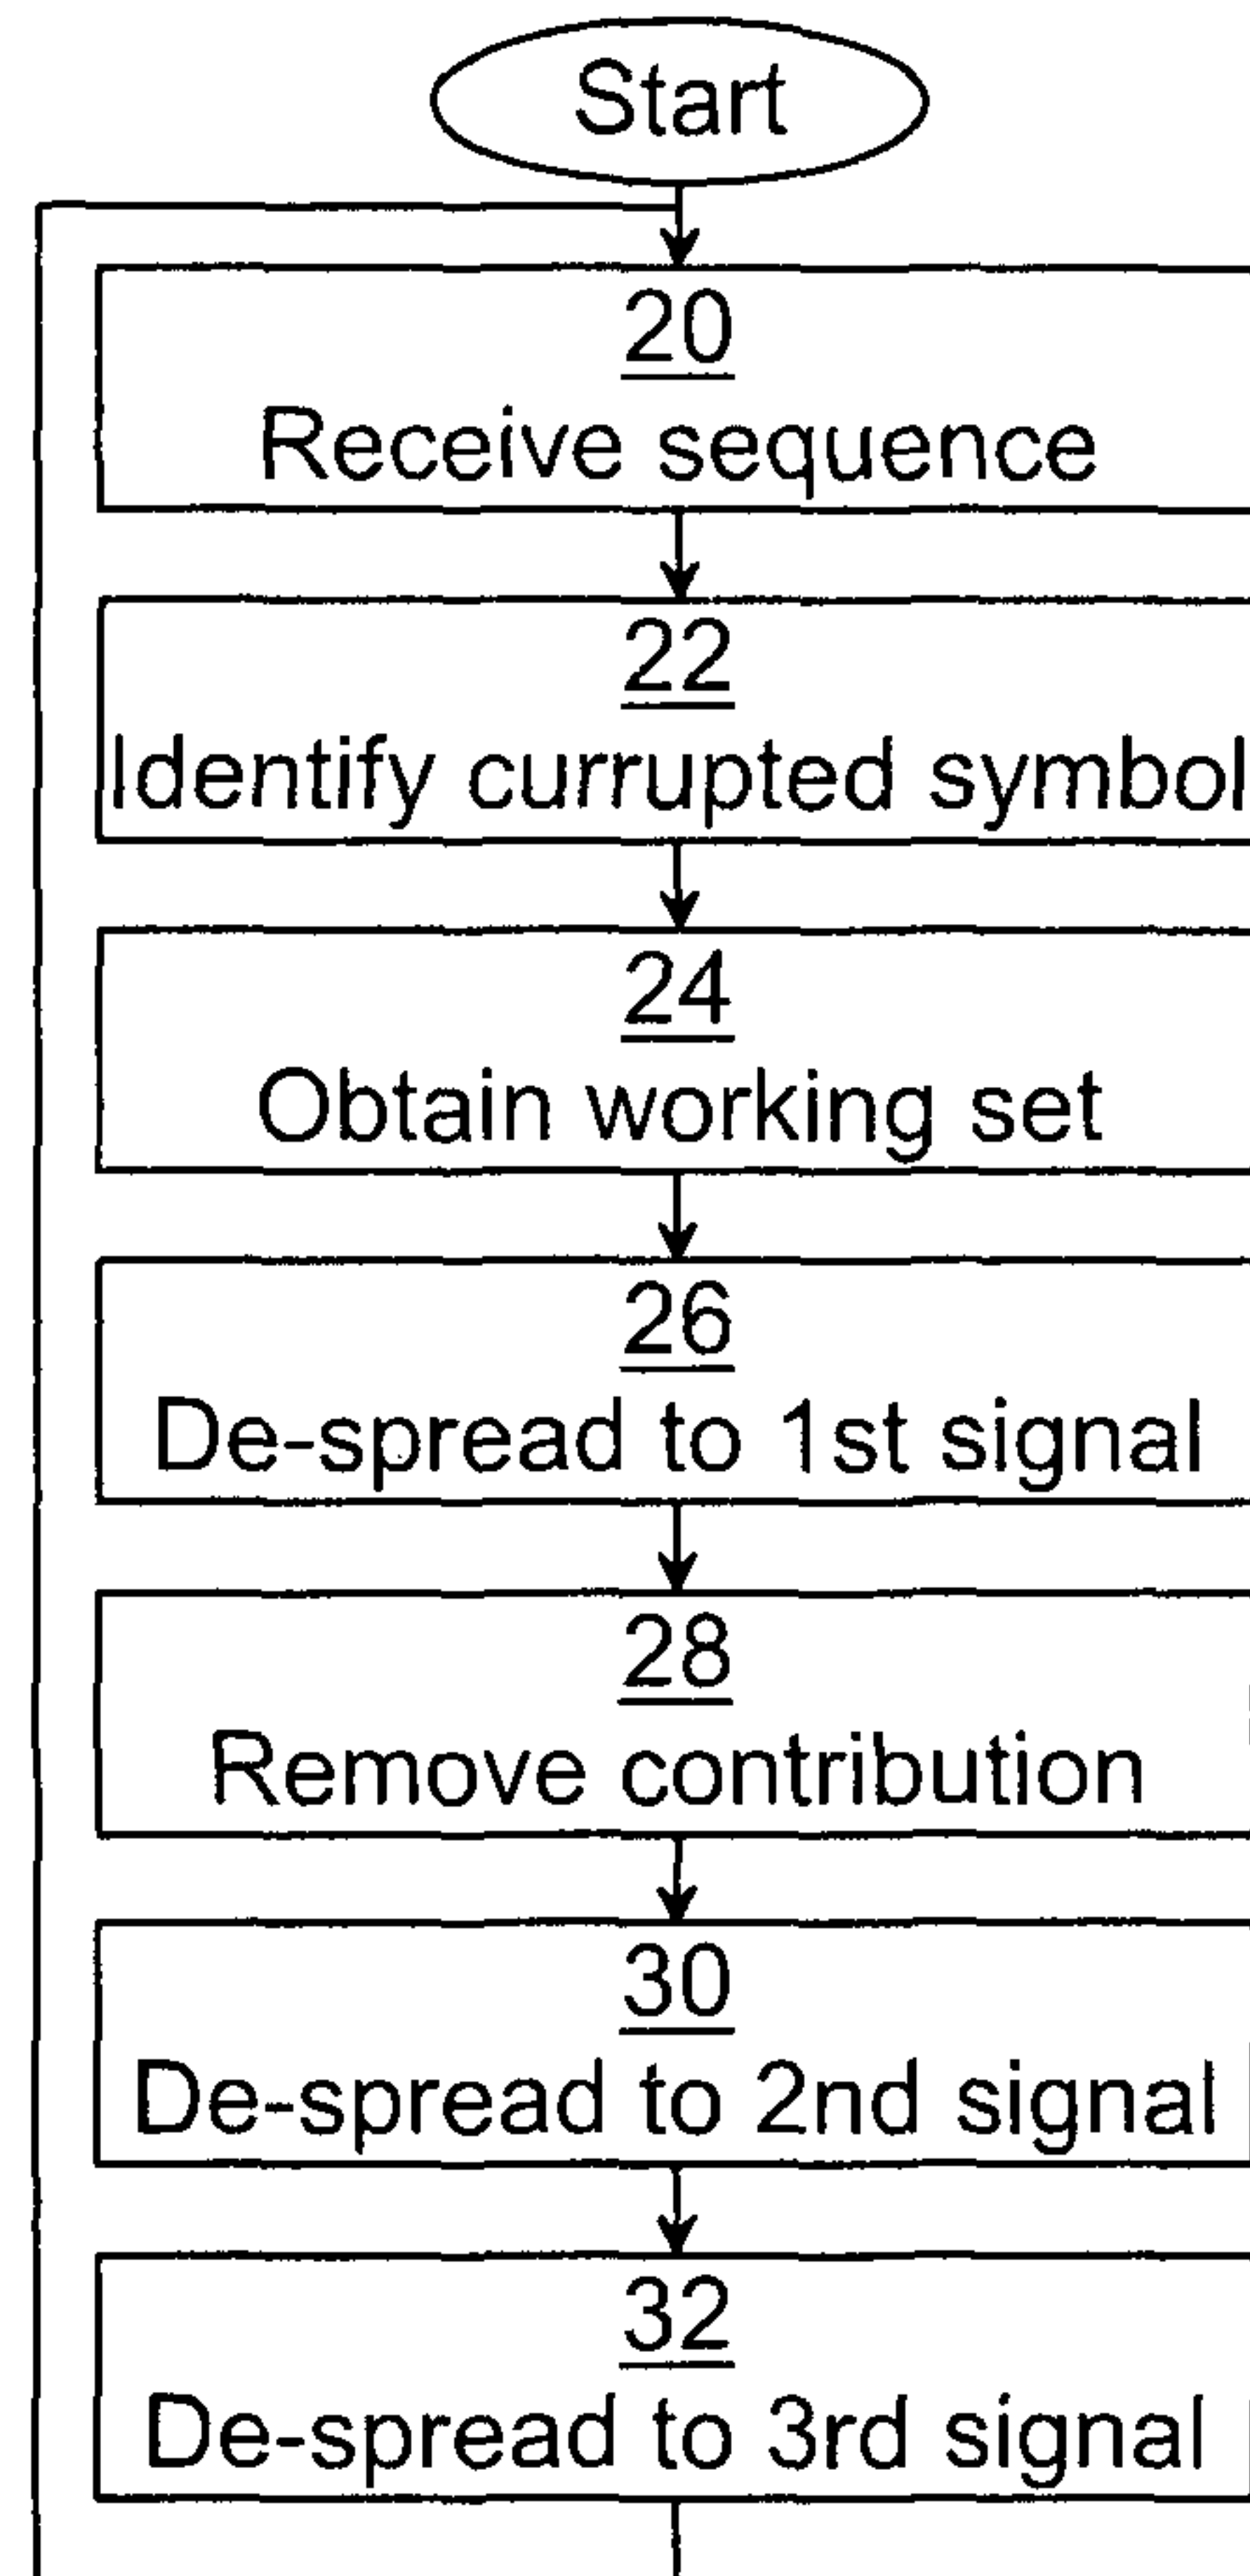 Start
20
Receive sequence
22
Identify currupted symbol
24
Obtain working set
26
De-spread to 1st signal
28
Remove contribution
30
De-spread to 2nd signal
32
De-spread to 3rd signal